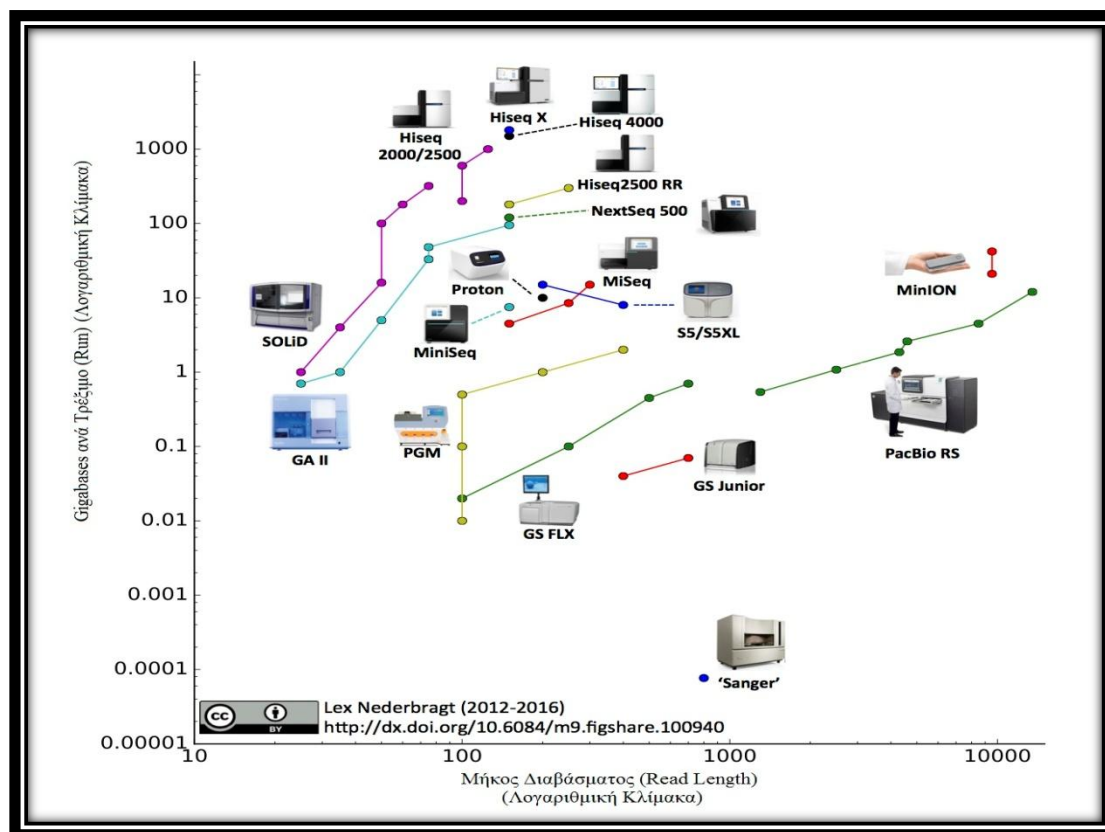 Gigabases ανά Τρέξιμο (Run) (Λογαριθμική Κλίμακα)
1000
100
10
1
0.1
0.01
0.001
0.0001
0.00001
Hiseq
2000/2500
Hiseq X
Hiseq 4000
Hiseq2500 RR
NextSeq 500
SOLiD
Proton
MiSeq
MiniSeq
S5/S5XL
MinION
GA II
PGM
GS FLX
GS Junior
PacBio RS
‘Sanger’
cc
BY
Lex Nederbragt (2012-2016)
http://dx.doi.org/10.6084/m9.figshare.100940
10
100
1000
10000
Μήκος Διαβάσματος (Read Length)
(Λογαριθμική Κλίμακα)